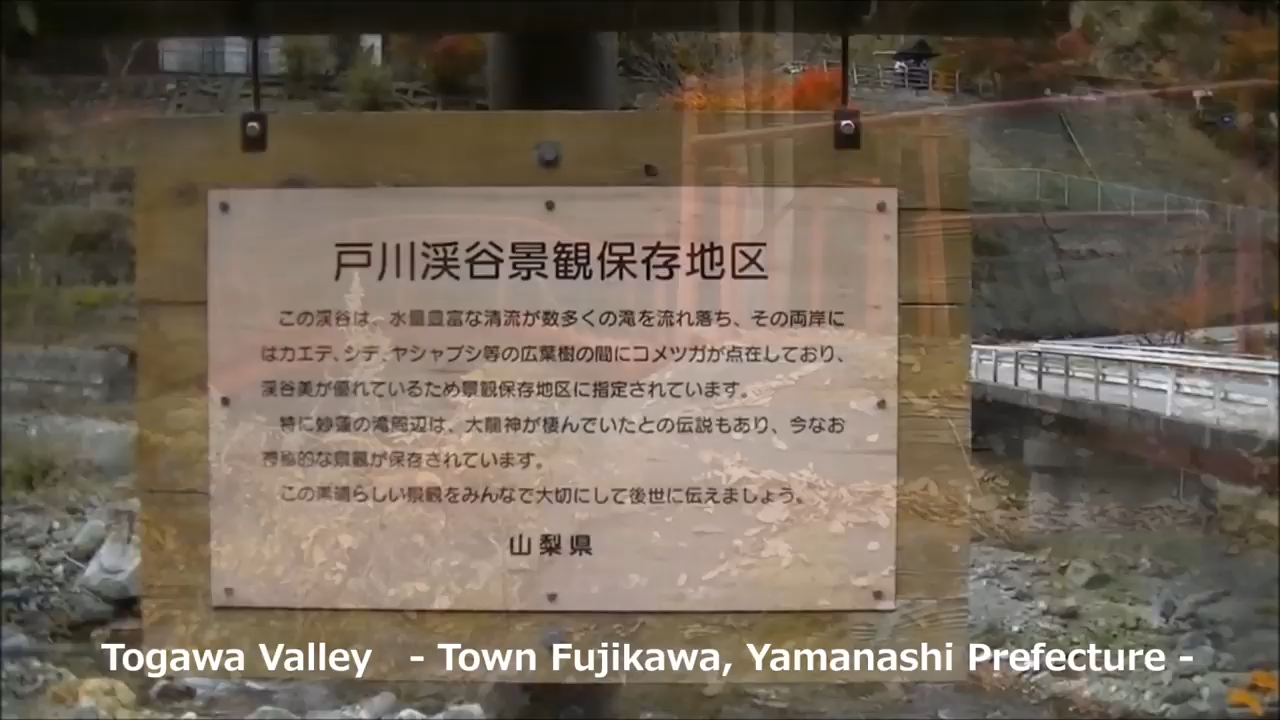 戸川渓谷景観保存地区
この渓谷は、水量豊富な清流が数多くの滝を流れ落ち、その両岸に
はカエデ、シデ、ヤシャブシ等の広葉樹の間にコメツガが点在しており、
渓谷美が優れているため景観保存地区に指定されています。
特に妙蓮の滝周辺は、大龍神が棲んでいたとの伝説もあり、今なお
神秘的な景観が保存されています。
この素晴らしい景観をみんなで大切にして後世に伝えましょう。
山梨県
Togawa Valley - Town Fujikawa, Yamanashi Prefecture -